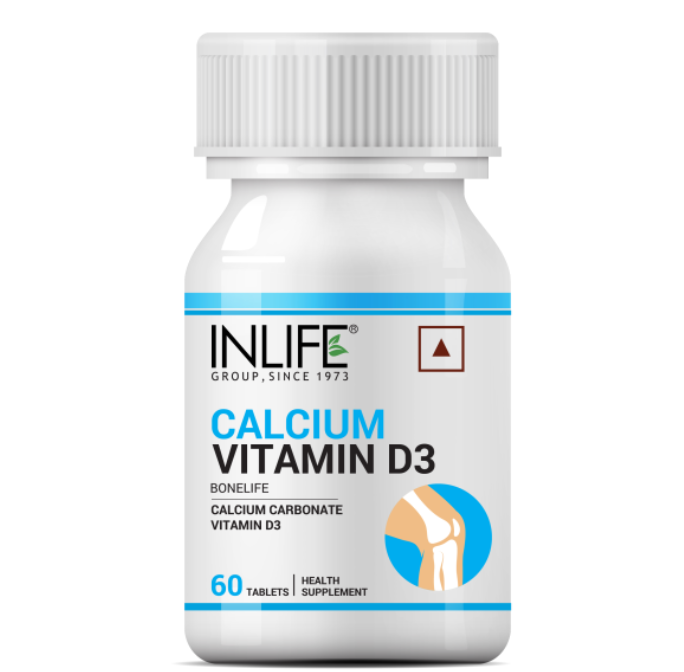 INLIFE®
GROUP, SINCE 1973
CALCIUM
VITAMIN D3
BONELIFE
CALCIUM CARBONATE
VITAMIN D3
60 TABLETS | HEALTH
SUPPLEMENT